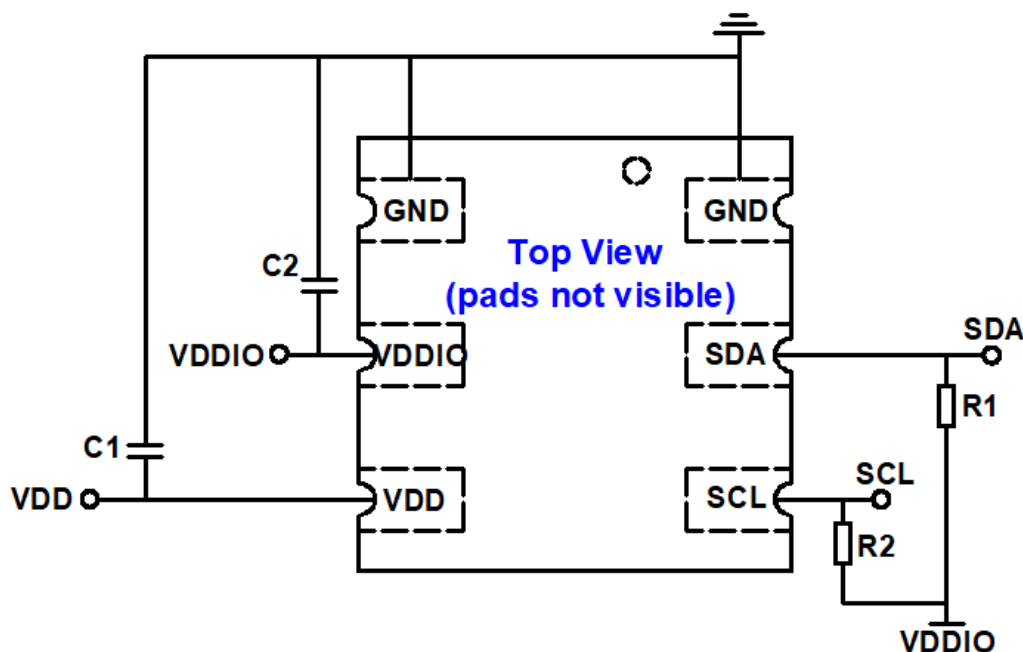 GND
GND
Top View
(pads not visible)
C2
SDA
VDDIO
VDDIO
SDA
R1
C1
SCL
VDD
VDD
SCL
R2
VDDIO